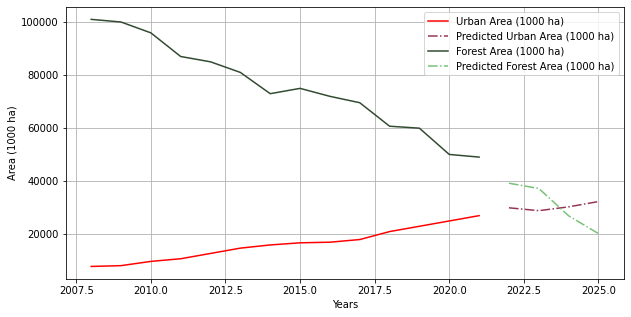 100000
80000
60000
40000
20000
Area (1000 ha)
Urban Area (1000 ha)
Predicted Urban Area (1000 ha)
Forest Area (1000 ha)
Predicted Forest Area (1000 ha)
2007.5 2010.0 2012.5 2015.0 2017.5 2020.0 2022.5 2025.0
Years